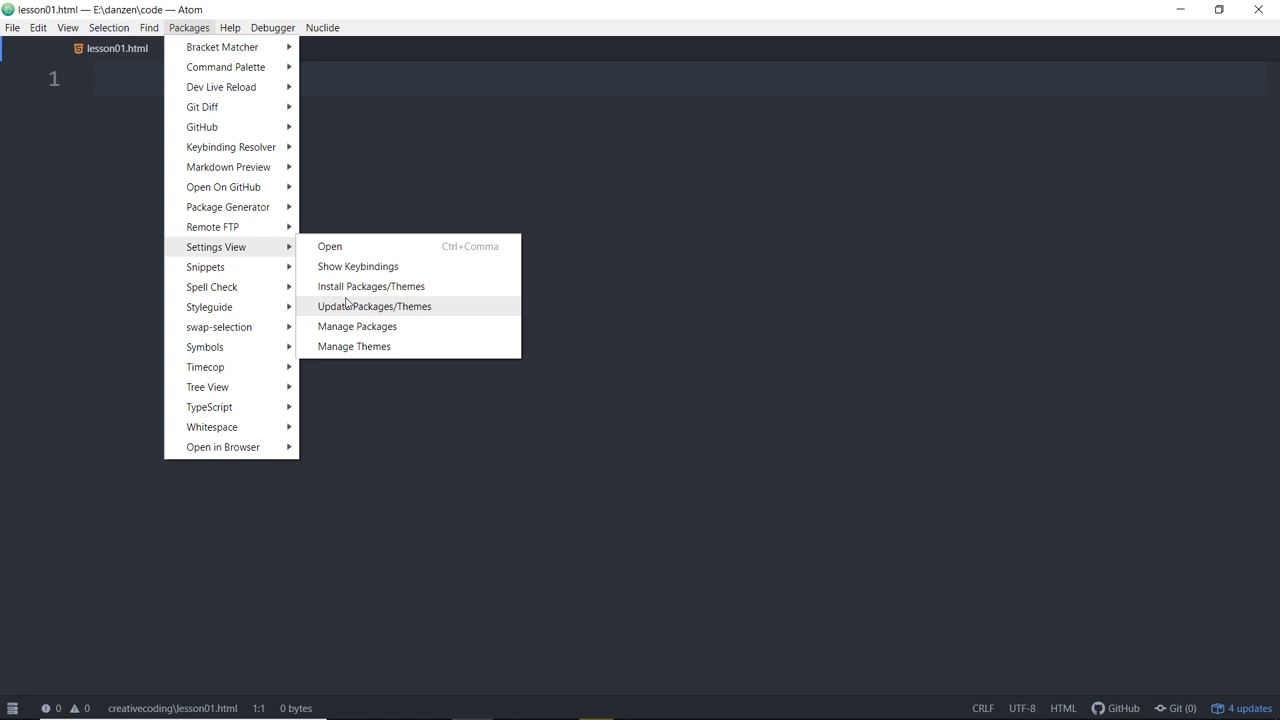 lesson01.html — E:\danzen\code — Atom
File Edit View Selection Find Packages Help Debugger Nuclide
lesson01.html
1
Bracket Matcher
Command Palette
Dev Live Reload
Git Diff
GitHub
Keybinding Resolver
Markdown Preview
Open On GitHub
Package Generator
Remote FTP
Settings View
Snippets
Spell Check
Styleguide
swap-selection
Symbols
Timecop
Tree View
TypeScript
Whitespace
Open in Browser
Open Ctrl+Comma
Show Keybindings
Install Packages/Themes
Update Packages/Themes
Manage Packages
Manage Themes
0 0 creativecoding\lesson01.html 1:1 0 bytes CRLF UTF-8 HTML GitHub Git (0) 4 updates